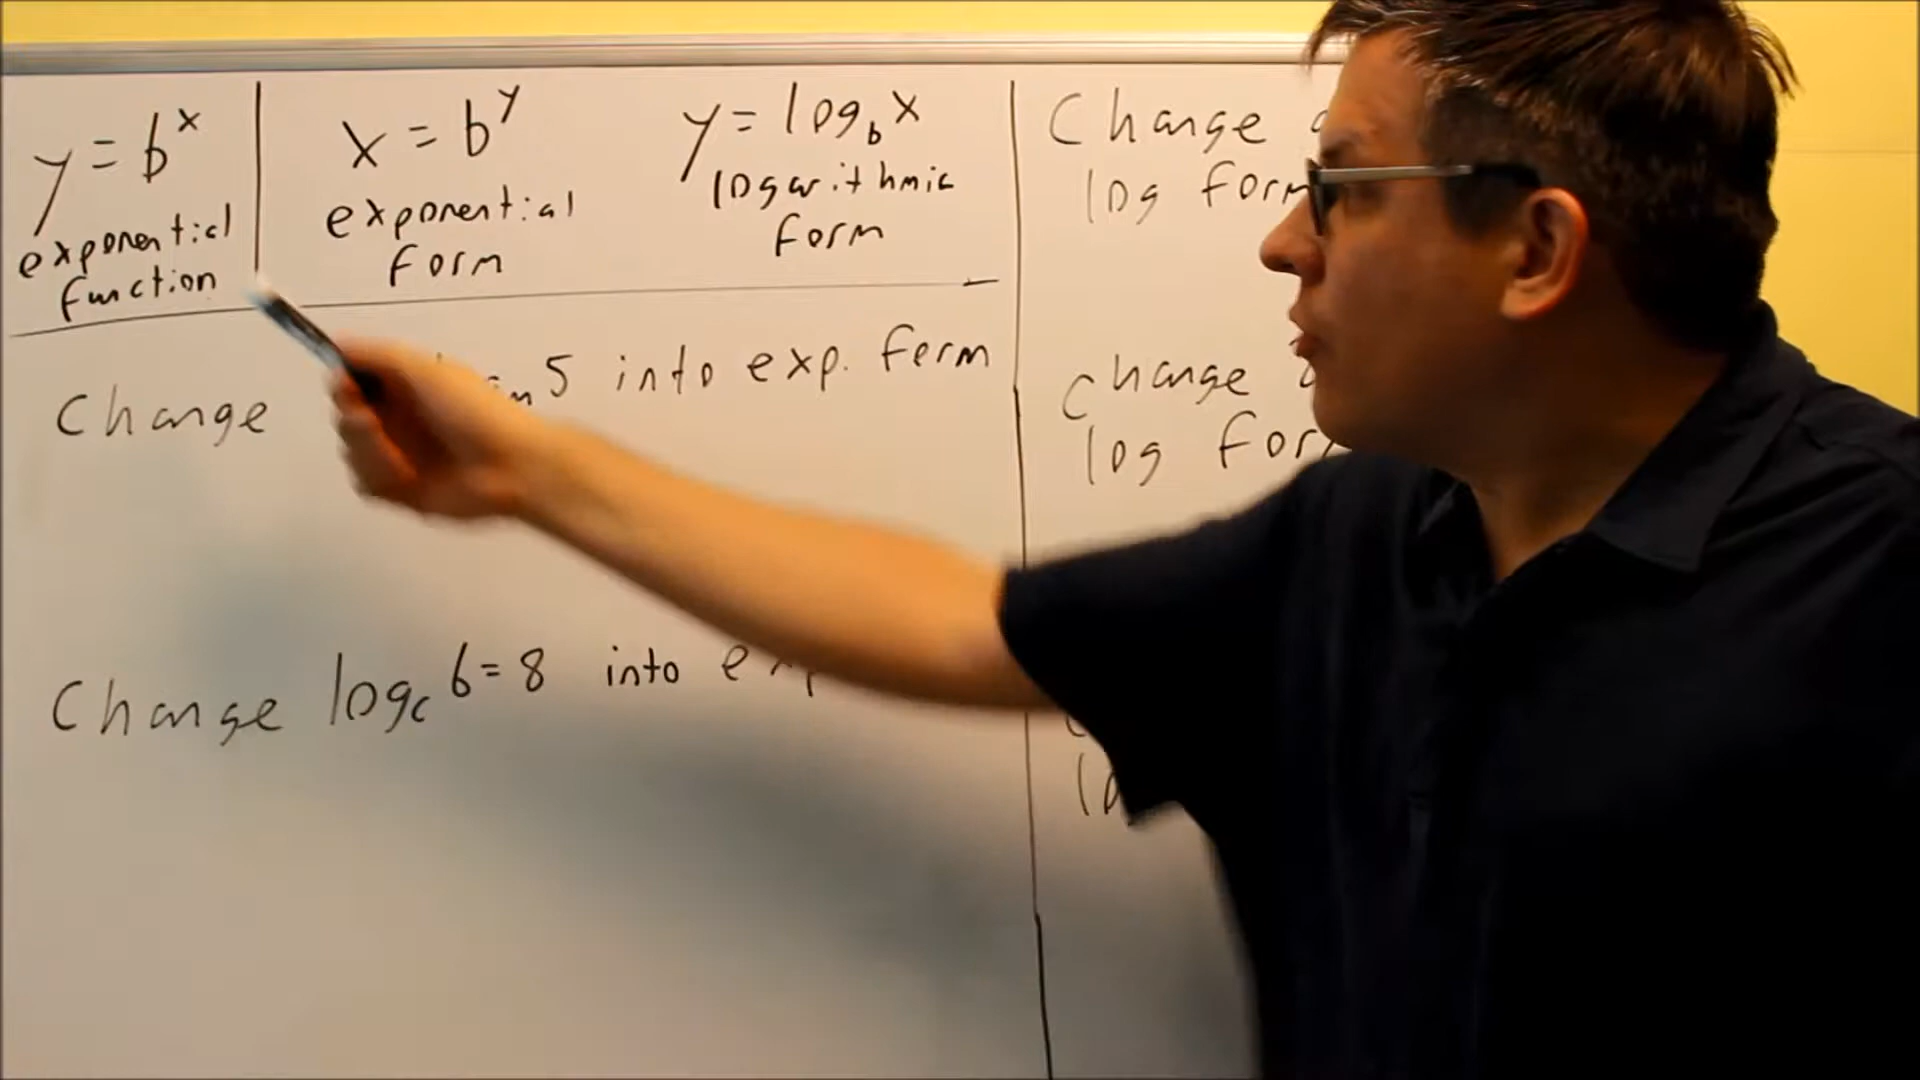 y = b^x
exponential
function
x = b^y
exponential
form
y = log_b x
logarithmic
form
Change 5 into exp. form
Change log_c 6 = 8 into
Change
log form
Change
log